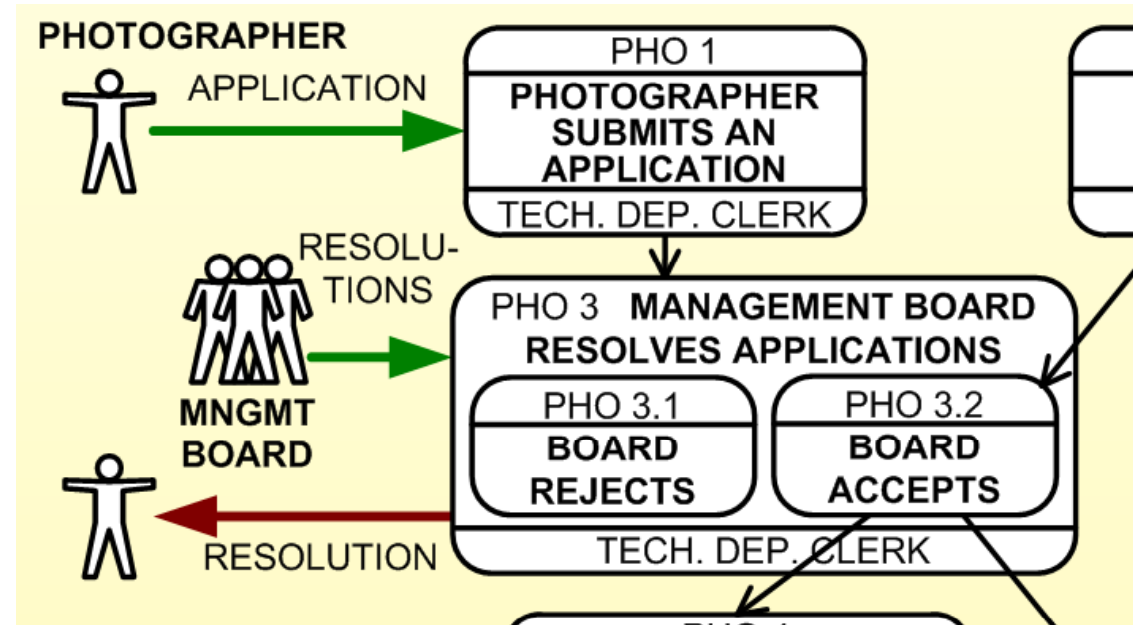 PHOTOGRAPHER
APPLICATION
PHO 1
PHOTOGRAPHER
SUBMITS AN
APPLICATION
TECH. DEP. CLERK
RESOLU-
TIONS
MNGMT
BOARD
PHO 3 MANAGEMENT BOARD
RESOLVES APPLICATIONS
PHO 3.1
BOARD
REJECTS
PHO 3.2
BOARD
ACCEPTS
TECH. DEP. CLERK
RESOLUTION